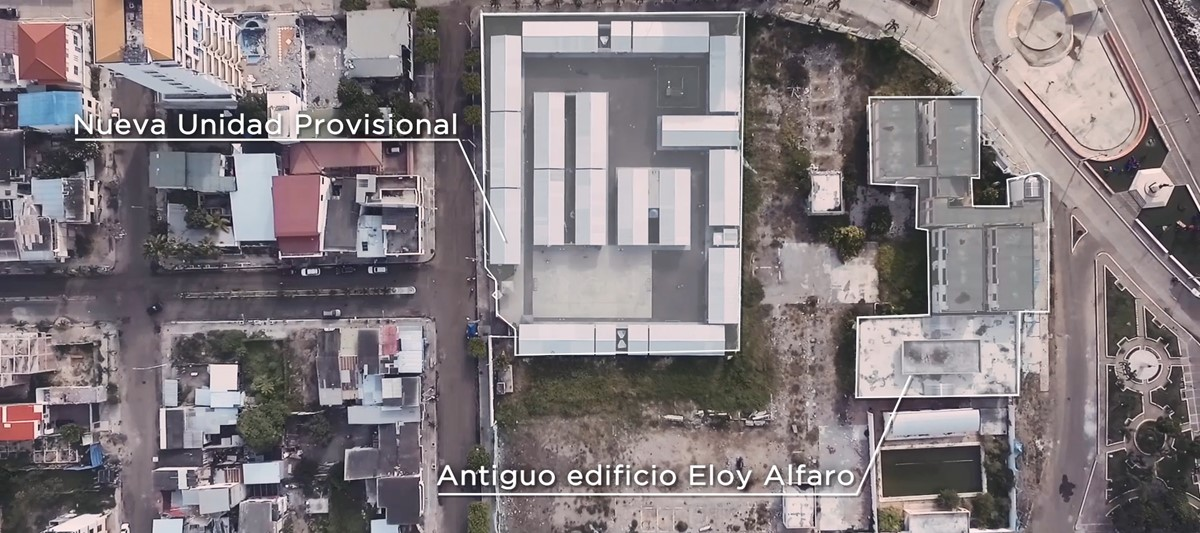 Nueva Unidad Provisional
Antiguo edificio Eloy Alfaro